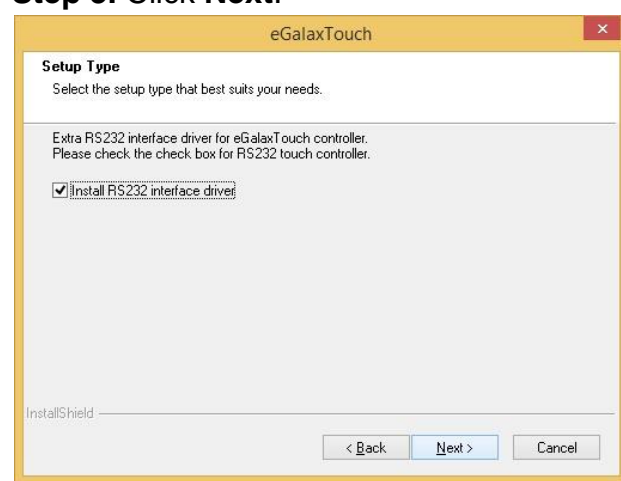 Click Next.
eGalaxTouch
Setup Type
Select the setup type that best suits your needs.
Extra RS232 interface driver for eGalaxTouch controller.
Please check the check box for RS232 touch controller.
Install RS232 interface driver
InstallShield
< Back Next > Cancel